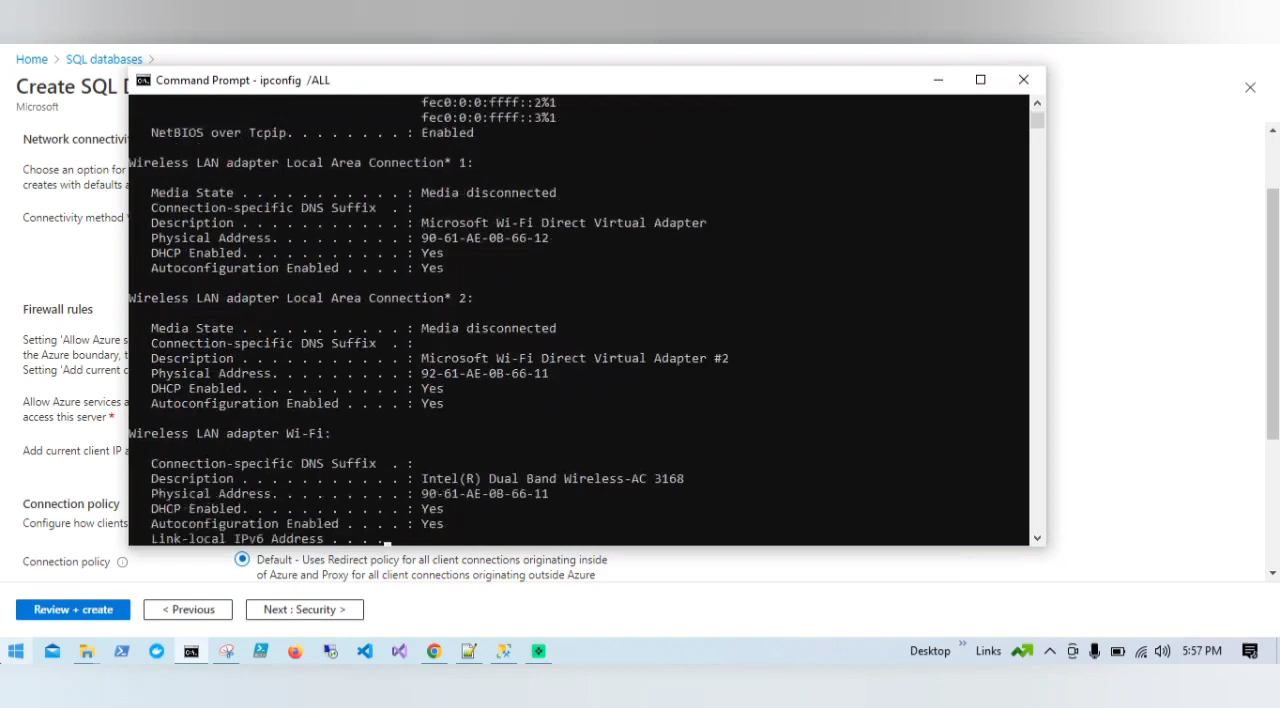 Home > SQL databases >
Create SQL D
Microsoft
Command Prompt - ipconfig  /ALL
fec0:0:0:ffff::2%1
fec0:0:0:ffff::3%1
NetBIOS over Tcpip. . . . . . . . : Enabled
Wireless LAN adapter Local Area Connection* 1:
Media State . . . . . . . . . . . : Media disconnected
Connection-specific DNS Suffix  . :
Description . . . . . . . . . . . : Microsoft Wi-Fi Direct Virtual Adapter
Physical Address. . . . . . . . . : 90-61-AE-0B-66-12
DHCP Enabled. . . . . . . . . . . : Yes
Autoconfiguration Enabled . . . . : Yes
Wireless LAN adapter Local Area Connection* 2:
Media State . . . . . . . . . . . : Media disconnected
Connection-specific DNS Suffix  . :
Description . . . . . . . . . . . : Microsoft Wi-Fi Direct Virtual Adapter #2
Physical Address. . . . . . . . . : 92-61-AE-0B-66-11
DHCP Enabled. . . . . . . . . . . : Yes
Autoconfiguration Enabled . . . . : Yes
Wireless LAN adapter Wi-Fi:
Connection-specific DNS Suffix  . :
Description . . . . . . . . . . . : Intel(R) Dual Band Wireless-AC 3168
Physical Address. . . . . . . . . : 90-61-AE-0B-66-11
DHCP Enabled. . . . . . . . . . . : Yes
Autoconfiguration Enabled . . . . : Yes
Link-local IPv6 Address . . . .
Network connectivit
Choose an option for
creates with defaults a
Connectivity method *
Firewall rules
Setting 'Allow Azure s
the Azure boundary, t
Setting 'Add current c
Allow Azure services a
access this server *
Add current client IP a
Connection policy
Configure how clients
Connection policy
Default - Uses Redirect policy for all client connections originating inside
of Azure and Proxy for all client connections originating outside Azure
Review + create
< Previous
Next : Security >
Desktop
Links
5:57 PM